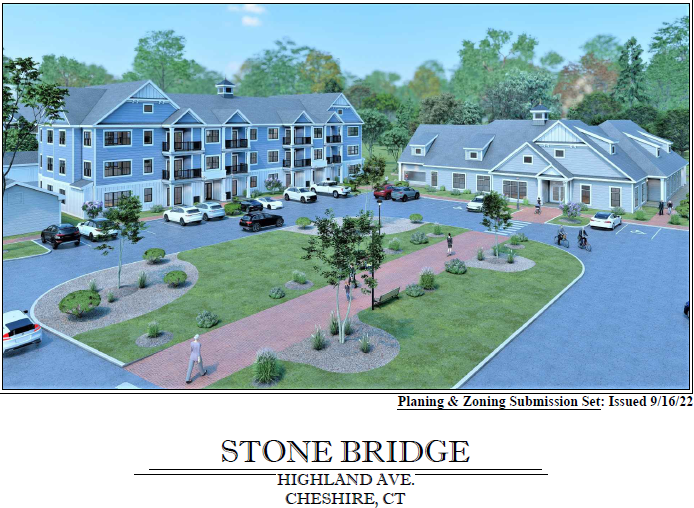 Planing & Zoning Submission Set: Issued 9/16/22
STONE BRIDGE
HIGHLAND AVE.
CHESHIRE, CT